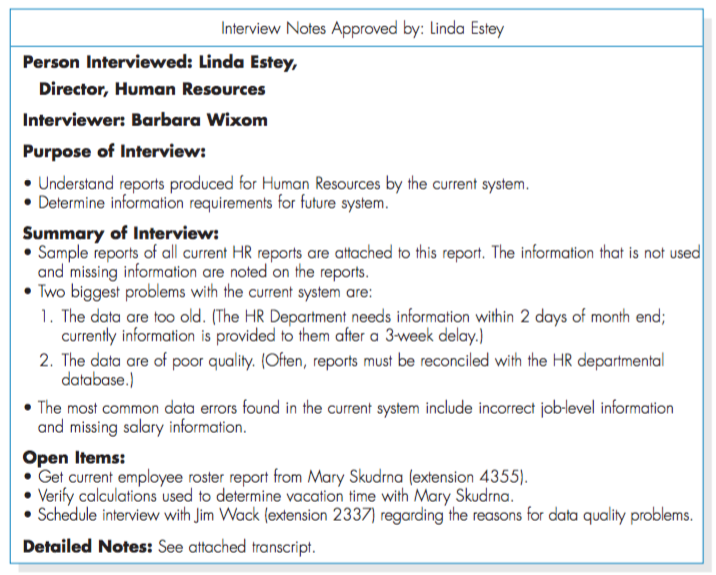 Interview Notes Approved by: Linda Estey
Person Interviewed: Linda Estey,
Director, Human Resources
Interviewer: Barbara Wixom
Purpose of Interview:
• Understand reports produced for Human Resources by the current system.
• Determine information requirements for future system.
Summary of Interview:
• Sample reports of all current HR reports are attached to this report. The information that is not used
and missing information are noted on the reports.
• Two biggest problems with the current system are:
1. The data are too old. (The HR Department needs information within 2 days of month end;
currently information is provided to them after a 3-week delay.)
2. The data are of poor quality. (Often, reports must be reconciled with the HR departmental
database.)
• The most common data errors found in the current system include incorrect job-level information
and missing salary information.
Open Items:
• Get current employee roster report from Mary Skudrna (extension 4355).
• Verify calculations used to determine vacation time with Mary Skudrna.
• Schedule interview with Jim Wack (extension 2337) regarding the reasons for data quality problems.
Detailed Notes: See attached transcript.